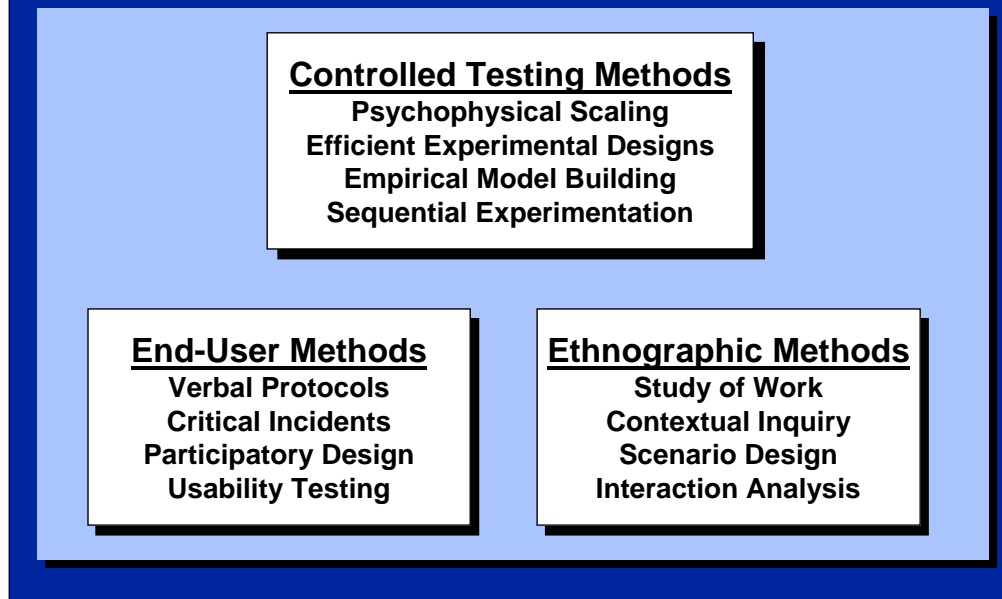 Controlled Testing Methods
Psychophysical Scaling
Efficient Experimental Designs
Empirical Model Building
Sequential Experimentation
End-User Methods
Verbal Protocols
Critical Incidents
Participatory Design
Usability Testing
Ethnographic Methods
Study of Work
Contextual Inquiry
Scenario Design
Interaction Analysis